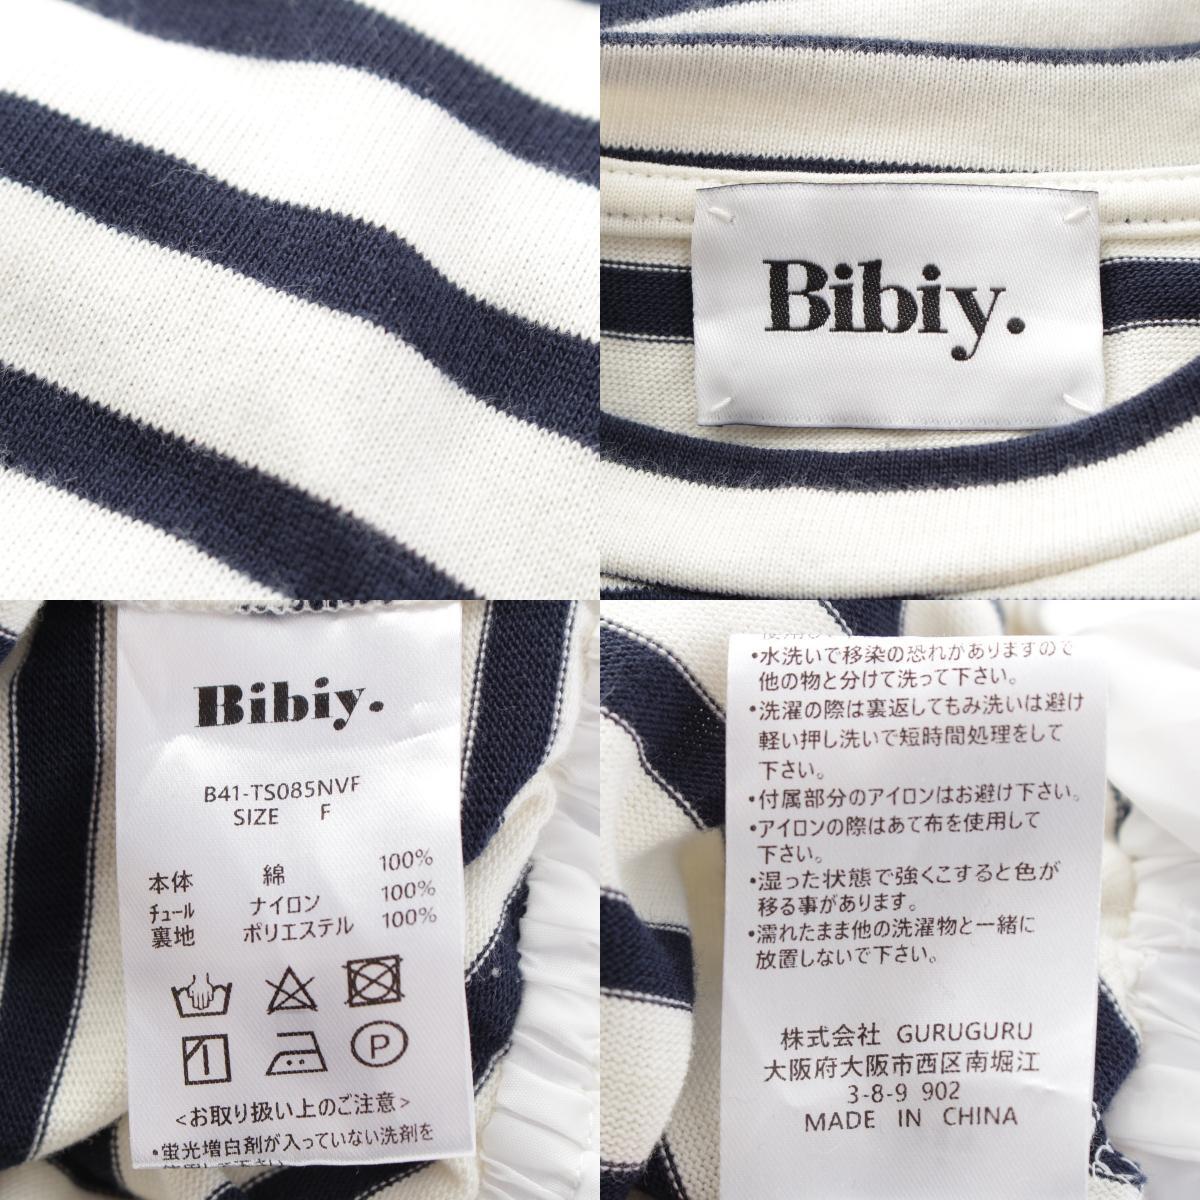 Bibiy.
Bibiy.
B41-TS085NVF
SIZE F
本体 綿 100%
チュール ナイロン 100%
裏地 ポリエステル 100%
P
<お取り扱い上のご注意>
・蛍光増白剤が入っていない洗剤を
使用して下さい
・水洗いで移染の恐れがありますので
他の物と分けて洗って下さい。
・洗濯の際は裏返してもみ洗いは避け
軽い押し洗いで短時間処理をして
下さい。
・付属部分のアイロンはお避け下さい。
・アイロンの際はあて布を使用して
下さい。
・湿った状態で強くこすると色が
移る事があります。
・濡れたまま他の洗濯物と一緒に
放置しないで下さい。
株式会社 GURUGURU
大阪府大阪市西区南堀江
3-8-9 902
MADE IN CHINA